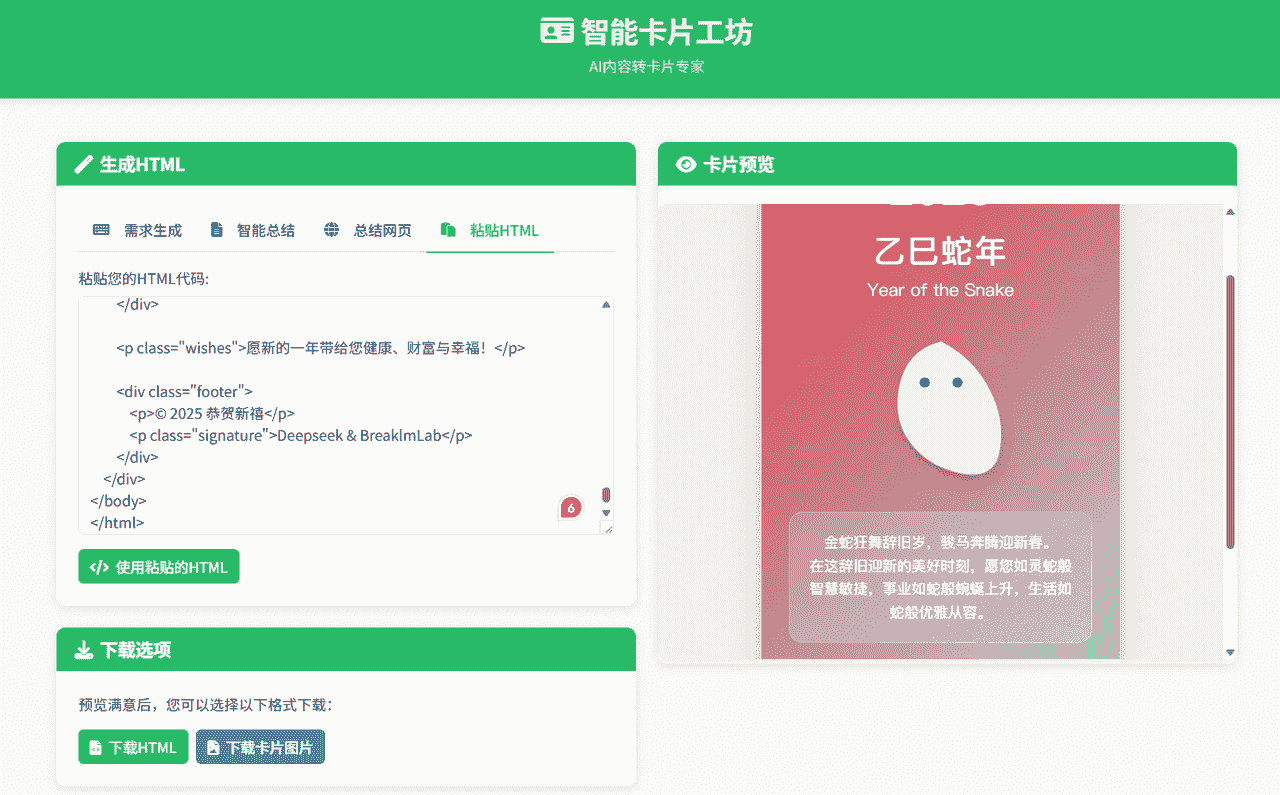 智能卡片工坊
AI内容转卡片专家
生成HTML
需求生成
智能总结
总结网页
粘贴HTML
粘贴您的HTML代码:
</div>
<p class="wishes">愿新的一年带给您健康、财富与幸福！</p>
<div class="footer">
<p>© 2025 恭贺新禧</p>
<p class="signature">Deepseek & BreaklmLab</p>
</div>
</div>
</body>
</html>
6
使用粘贴的HTML
下载选项
预览满意后，您可以选择以下格式下载：
下载HTML
下载卡片图片
卡片预览
乙巳蛇年
Year of the Snake
金蛇狂舞辞旧岁，骏马奔腾迎新春。
在这辞旧迎新的美好时刻，愿您如灵蛇般
智慧敏捷，事业如蛇般蜿蜒上升，生活如
蛇般优雅从容。